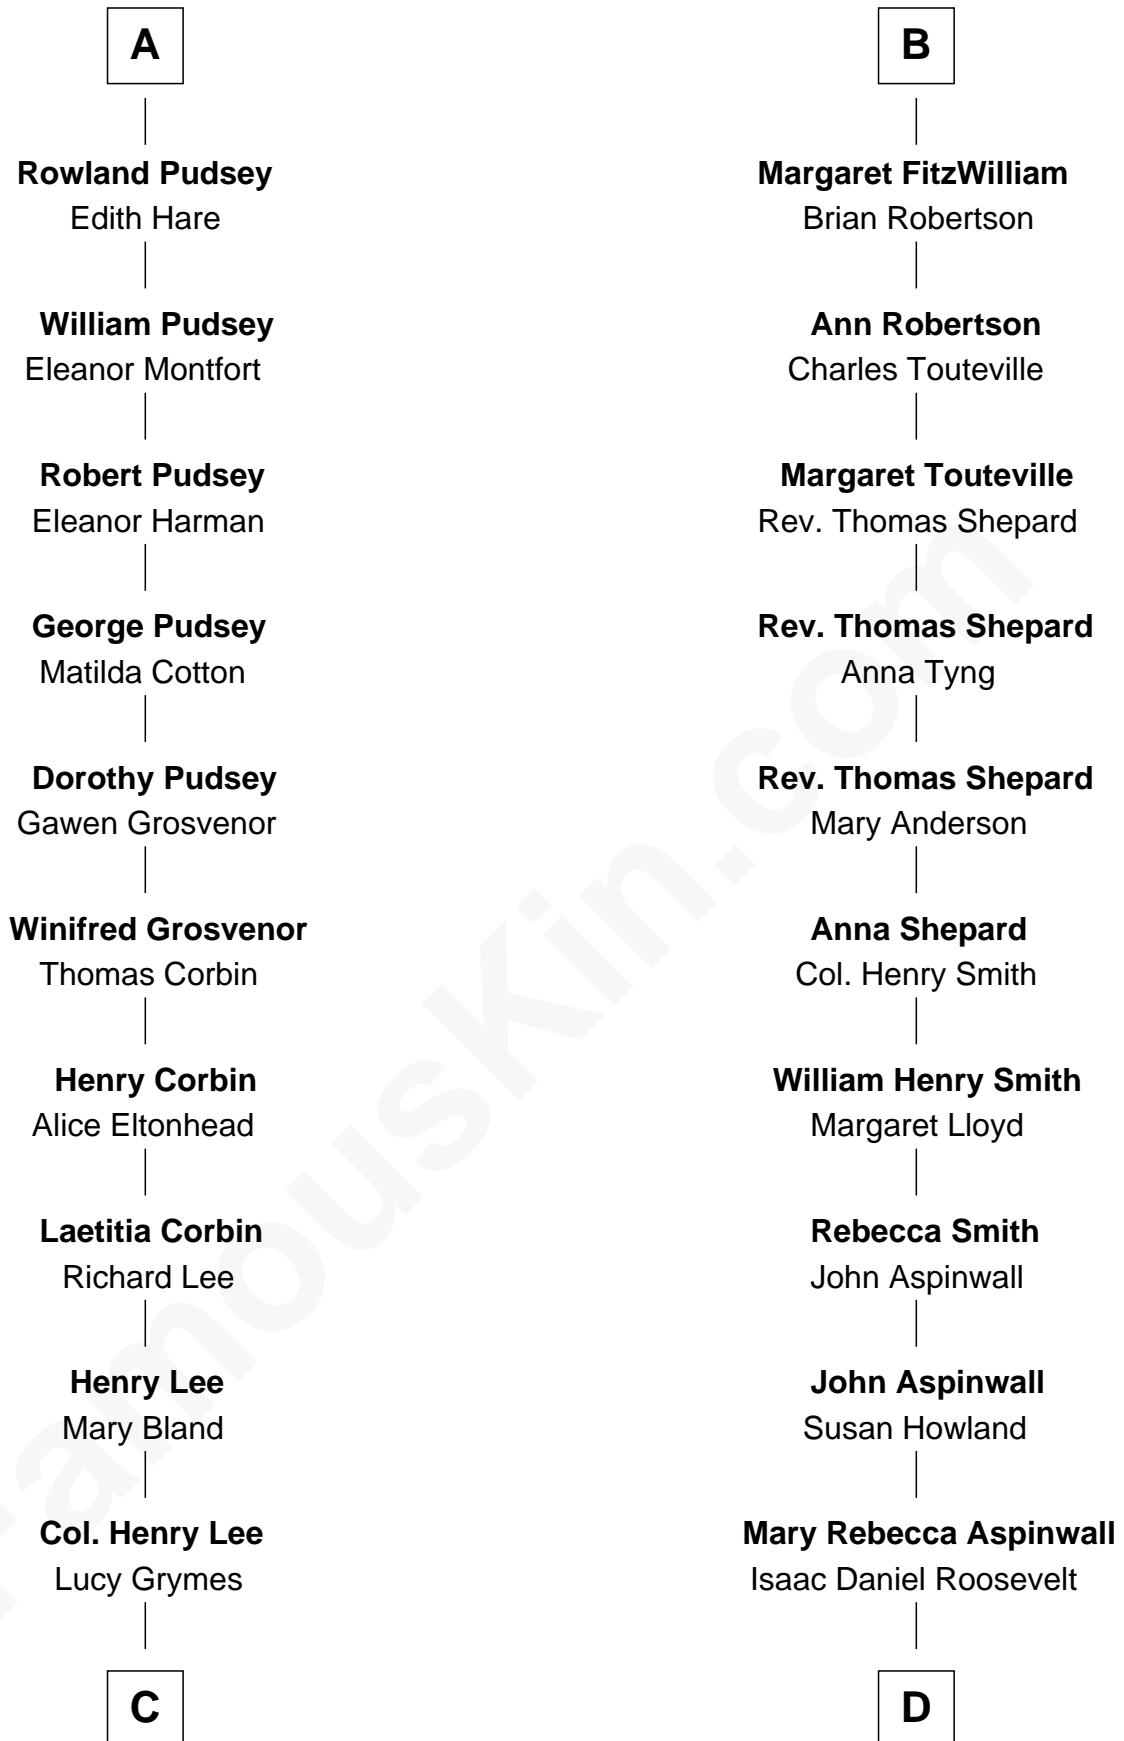 A
Rowland Pudsey
Edith Hare
William Pudsey
Eleanor Montfort
Robert Pudsey
Eleanor Harman
George Pudsey
Matilda Cotton
Dorothy Pudsey
Gawen Grosvenor
Winifred Grosvenor
Thomas Corbin
Henry Corbin
Alice Eltonhead
Laetitia Corbin
Richard Lee
Henry Lee
Mary Bland
Col. Henry Lee
Lucy Grymes
C
B
Margaret FitzWilliam
Brian Robertson
Ann Robertson
Charles Touteville
Margaret Touteville
Rev. Thomas Shepard
Rev. Thomas Shepard
Anna Tyng
Rev. Thomas Shepard
Mary Anderson
Anna Shepard
Col. Henry Smith
William Henry Smith
Margaret Lloyd
Rebecca Smith
John Aspinwall
John Aspinwall
Susan Howland
Mary Rebecca Aspinwall
Isaac Daniel Roosevelt
D
FamousKin.com